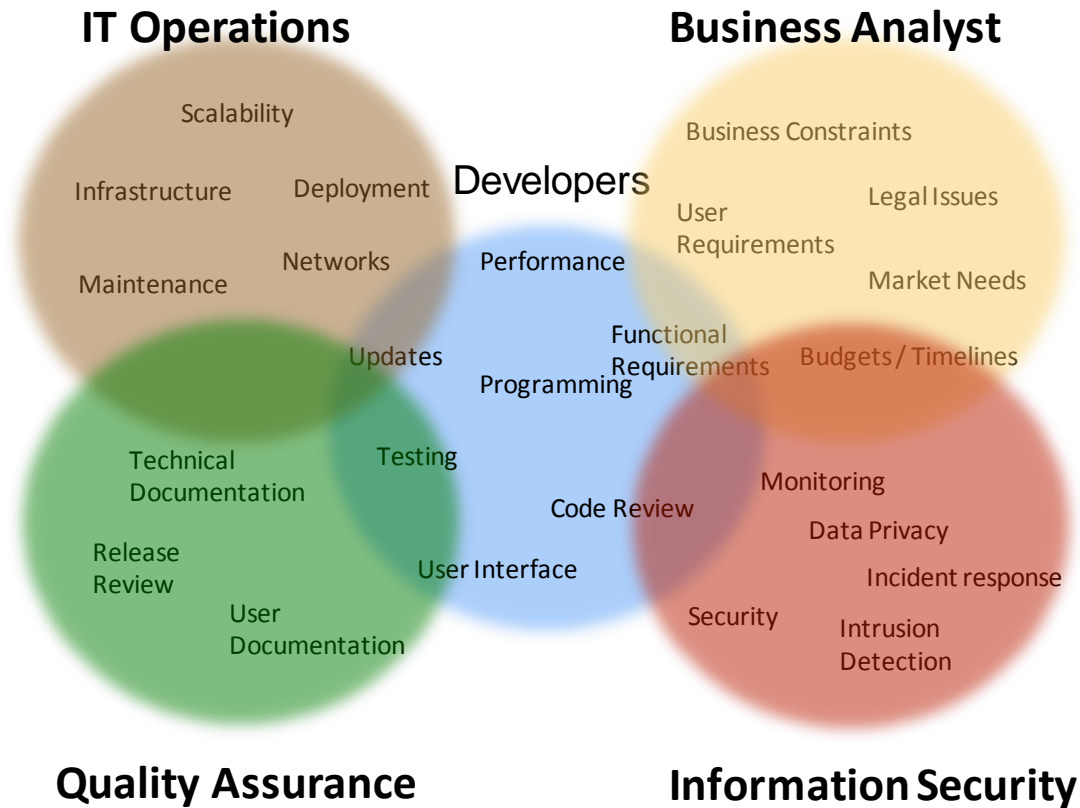 IT Operations
Business Analyst
Scalability
Business Constraints
Infrastructure
Deployment
Developers
Legal Issues
User
Requirements
Networks
Performance
Maintenance
Market Needs
Functional
Requirements
Updates
Budgets / Timelines
Programming
Technical
Documentation
Testing
Monitoring
Code Review
Data Privacy
Release
Review
User Interface
Incident response
User
Documentation
Security
Intrusion
Detection
Quality Assurance
Information Security